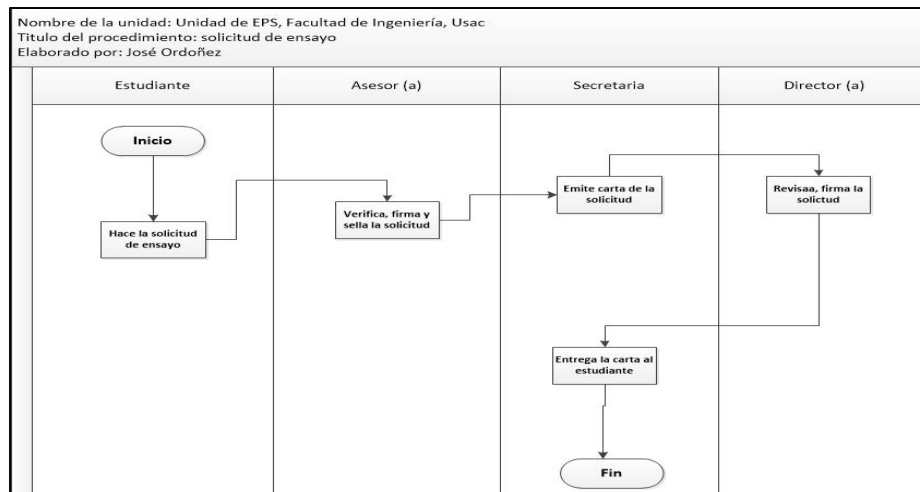 Nombre de la unidad: Unidad de EPS, Facultad de Ingeniería, Usac
Titulo del procedimiento: solicitud de ensayo
Elaborado por: José Ordoñez
Estudiante
Asesor (a)
Secretaria
Director (a)
Inicio
Hace la solicitud
de ensayo
Verifica, firma y
sella la solicitud
Emite carta de la
solicitud
Revisaa, firma la
solictud
Entrega la carta al
estudiante
Fin